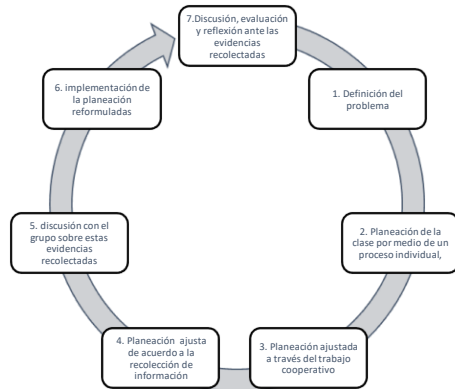 7.Discusión, evaluación
y reflexión ante las
evidencias
recolectadas
1. Definición del
problema
2. Planeación de la
clase por medio de un
proceso individual,
3. Planeación ajustada
a través del trabajo
cooperativo
4. Planeación ajusta
de acuerdo a la
recolección de
información
5. discusión con el
grupo sobre estas
evidencias
recolectadas
6. implementación de
la planeación
reformuladas